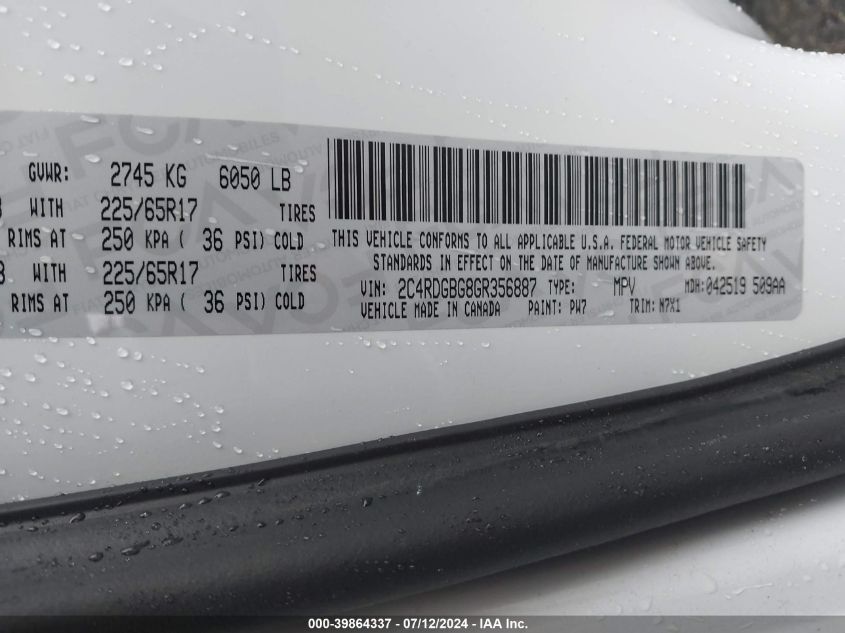 GVWR: 2745 KG 6050 LB
WITH 225/65R17 TIRES
RIMS AT 250 KPA ( 36 PSI) COLD
WITH 225/65R17 TIRES
RIMS AT 250 KPA ( 36 PSI) COLD
THIS VEHICLE CONFORMS TO ALL APPLICABLE U.S.A. FEDERAL MOTOR VEHICLE SAFETY
STANDARDS IN EFFECT ON THE DATE OF MANUFACTURE SHOWN ABOVE.
VIN: 2C4RDGBG8GR356887 TYPE: MPV MDH: 042519 509AA
VEHICLE MADE IN CANADA PAINT: PW7 TRIM: N7X1
000-39864337 - 07/12/2024 - IAA Inc.